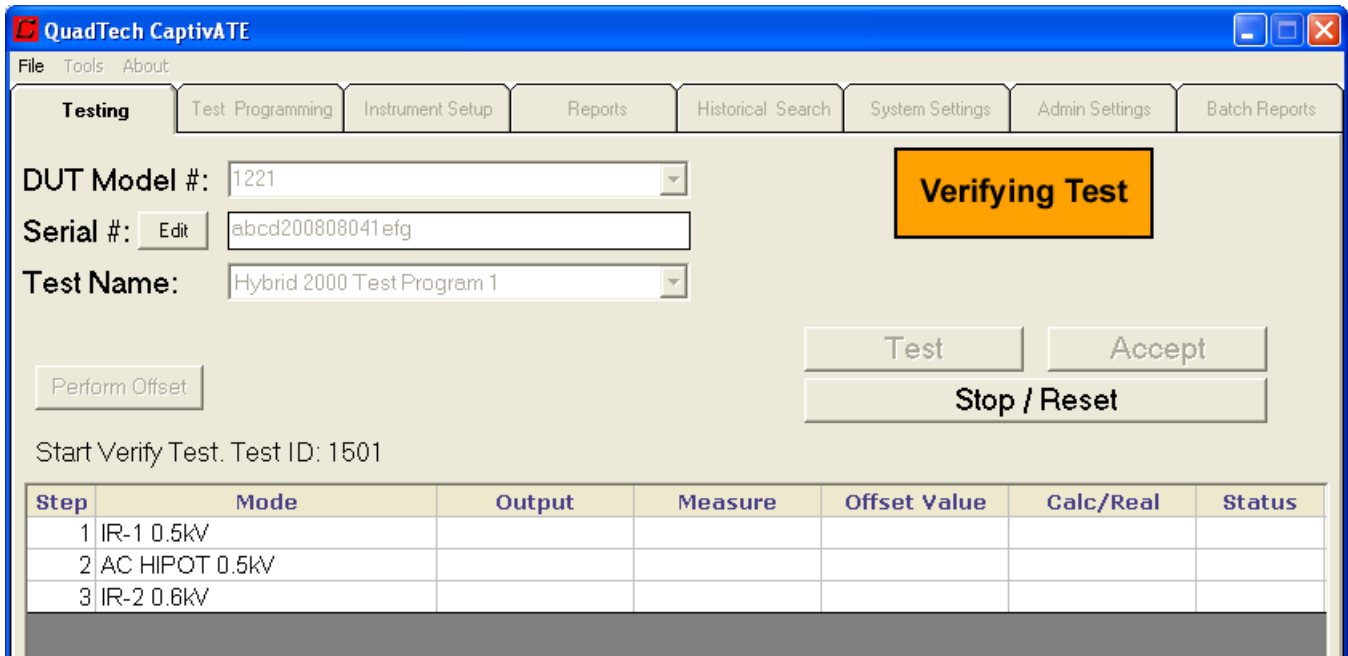 QuadTech CaptivATE
File Tools About
Testing Test Programming Instrument Setup Reports Historical Search System Settings Admin Settings Batch Reports
DUT Model #: 1221
Verifying Test
Serial #: Edit abcd200808041efg
Test Name: Hybrid 2000 Test Program 1
Test Accept
Perform Offset
Stop / Reset
Start Verify Test. Test ID: 1501
Step Mode Output Measure Offset Value Calc/Real Status
1 IR-1 0.5kV
2 AC HIPOT 0.5kV
3 IR-2 0.6kV